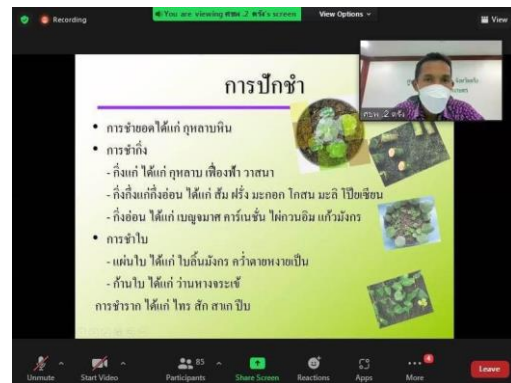 Recording
You are viewing ศขพ .2 ตรัง's screen
View Options
View
การปักชำ
ศขพ .2 ตรัง
• การชำยอดได้แก่ กุหลาบหิน
• การชำกิ่ง
- กิ่งแก่ ได้แก่ กุหลาบ เฟื่องฟ้า วาสนา
- กิ่งกึ่งแก่กึ่งอ่อน ได้แก่ ส้ม ฝรั่ง มะกอก โกสน มะลิ โป๊ยเซียน
- กิ่งอ่อน ได้แก่ เบญจมาศ คาร์เนชั่น ไผ่กวนอิม แก้วมังกร
• การชำใบ
- แผ่นใบ ได้แก่ ใบลิ้นมังกร คว่ำตายหงายเป็น
- ก้านใบ ได้แก่ ว่านหางจระเข้
การชำราก ได้แก่ ไทร สัก สาเก ปีบ
Unmute
Start Video
85
Participants
Share Screen
Reactions
Apps
More
Leave